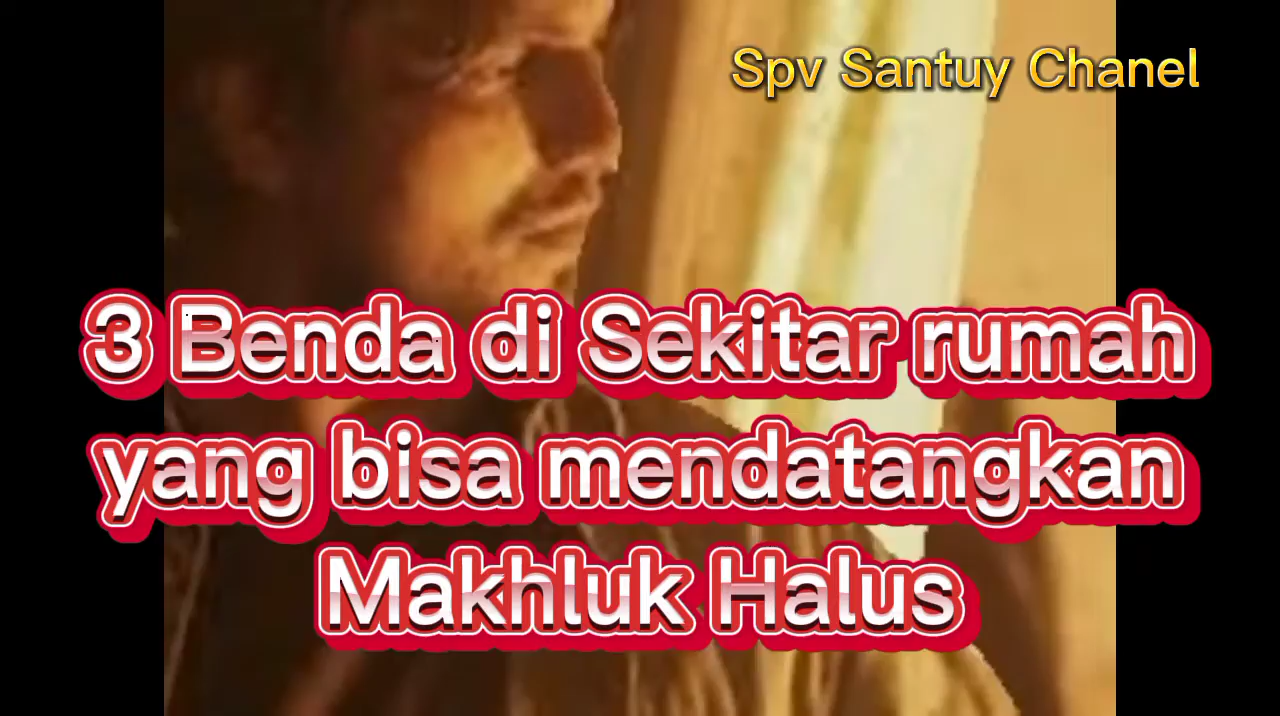 Spv Santuy Chanel
3 Benda di Sekitar rumah
yang bisa mendatangkan
Makhluk Halus